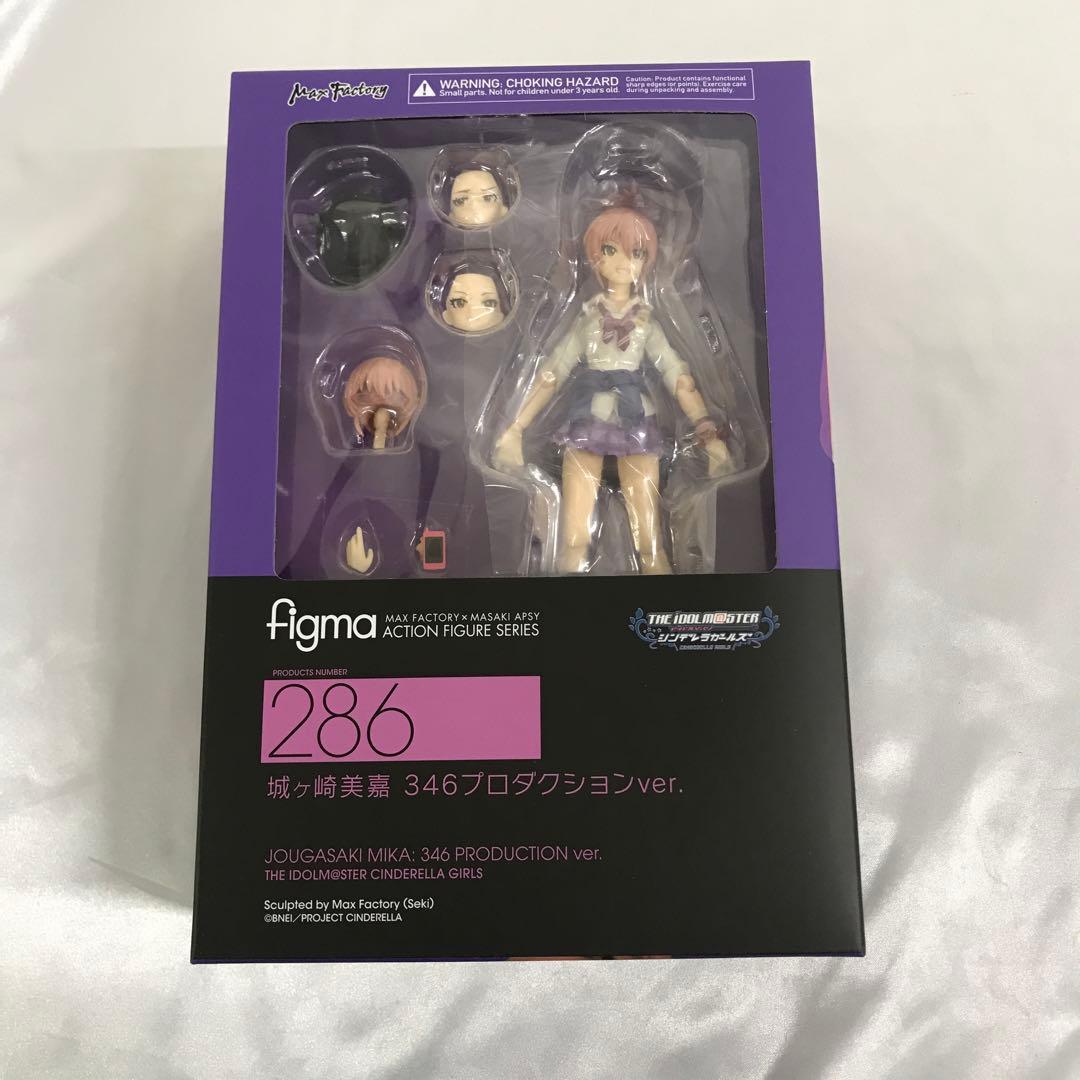 Max Factory
WARNING: CHOKING HAZARD
Small parts. Not for children under 3 years old.
Caution: Product contains functional
sharp edges (or points). Exercise care
during unpacking and assembly.
figma
MAX FACTORY × MASAKI APSY
ACTION FIGURE SERIES
THE IDOLM@STER
シンデレラガールズ
CINDERELLA GIRLS
PRODUCTS NUMBER
286
城ヶ崎美嘉 346プロダクションver.
JOUGASAKI MIKA: 346 PRODUCTION ver.
THE IDOLM@STER CINDERELLA GIRLS
Sculpted by Max Factory (Seki)
©BNEI／PROJECT CINDERELLA